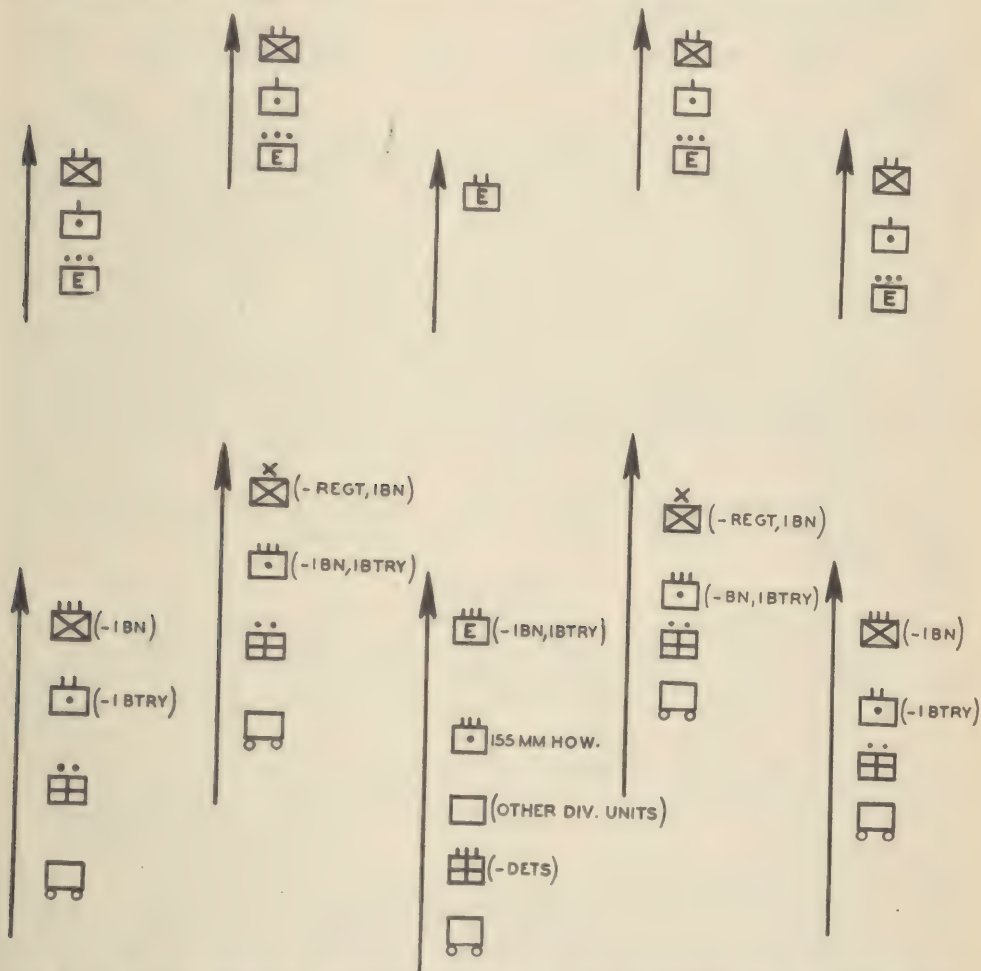 E
E
E
E
E
(-REGT, 1BN)
(-REGT, 1BN)
(-1BN, 1BTRY)
(-BN, 1BTRY)
(-1BN)
E (-1BN, 1BTRY)
(-1BN)
(-1BTRY)
(-1BTRY)
155 MM HOW.
(OTHER DIV. UNITS)
(-DETS)